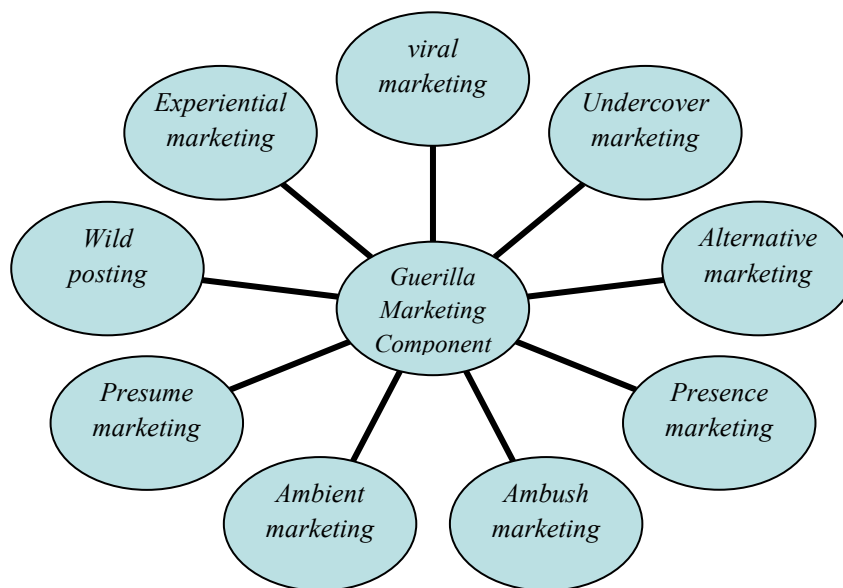 viral
marketing
Experiential
marketing
Undercover
marketing
Wild
posting
Alternative
marketing
Guerilla
Marketing
Component
Presume
marketing
Presence
marketing
Ambient
marketing
Ambush
marketing